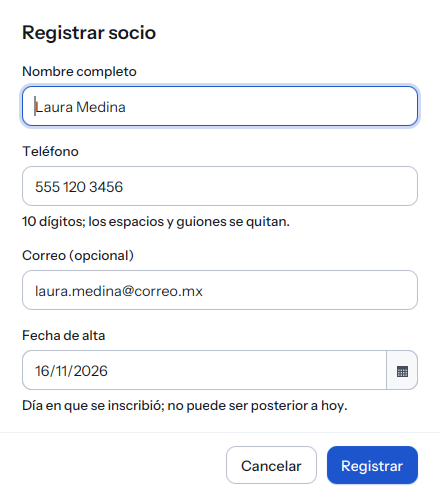 Registrar socio
Nombre completo
Laura Medina
Teléfono
555 120 3456
10 dígitos; los espacios y guiones se quitan.
Correo (opcional)
laura.medina@correo.mx
Fecha de alta
16/11/2026
Día en que se inscribió; no puede ser posterior a hoy.
Cancelar Registrar